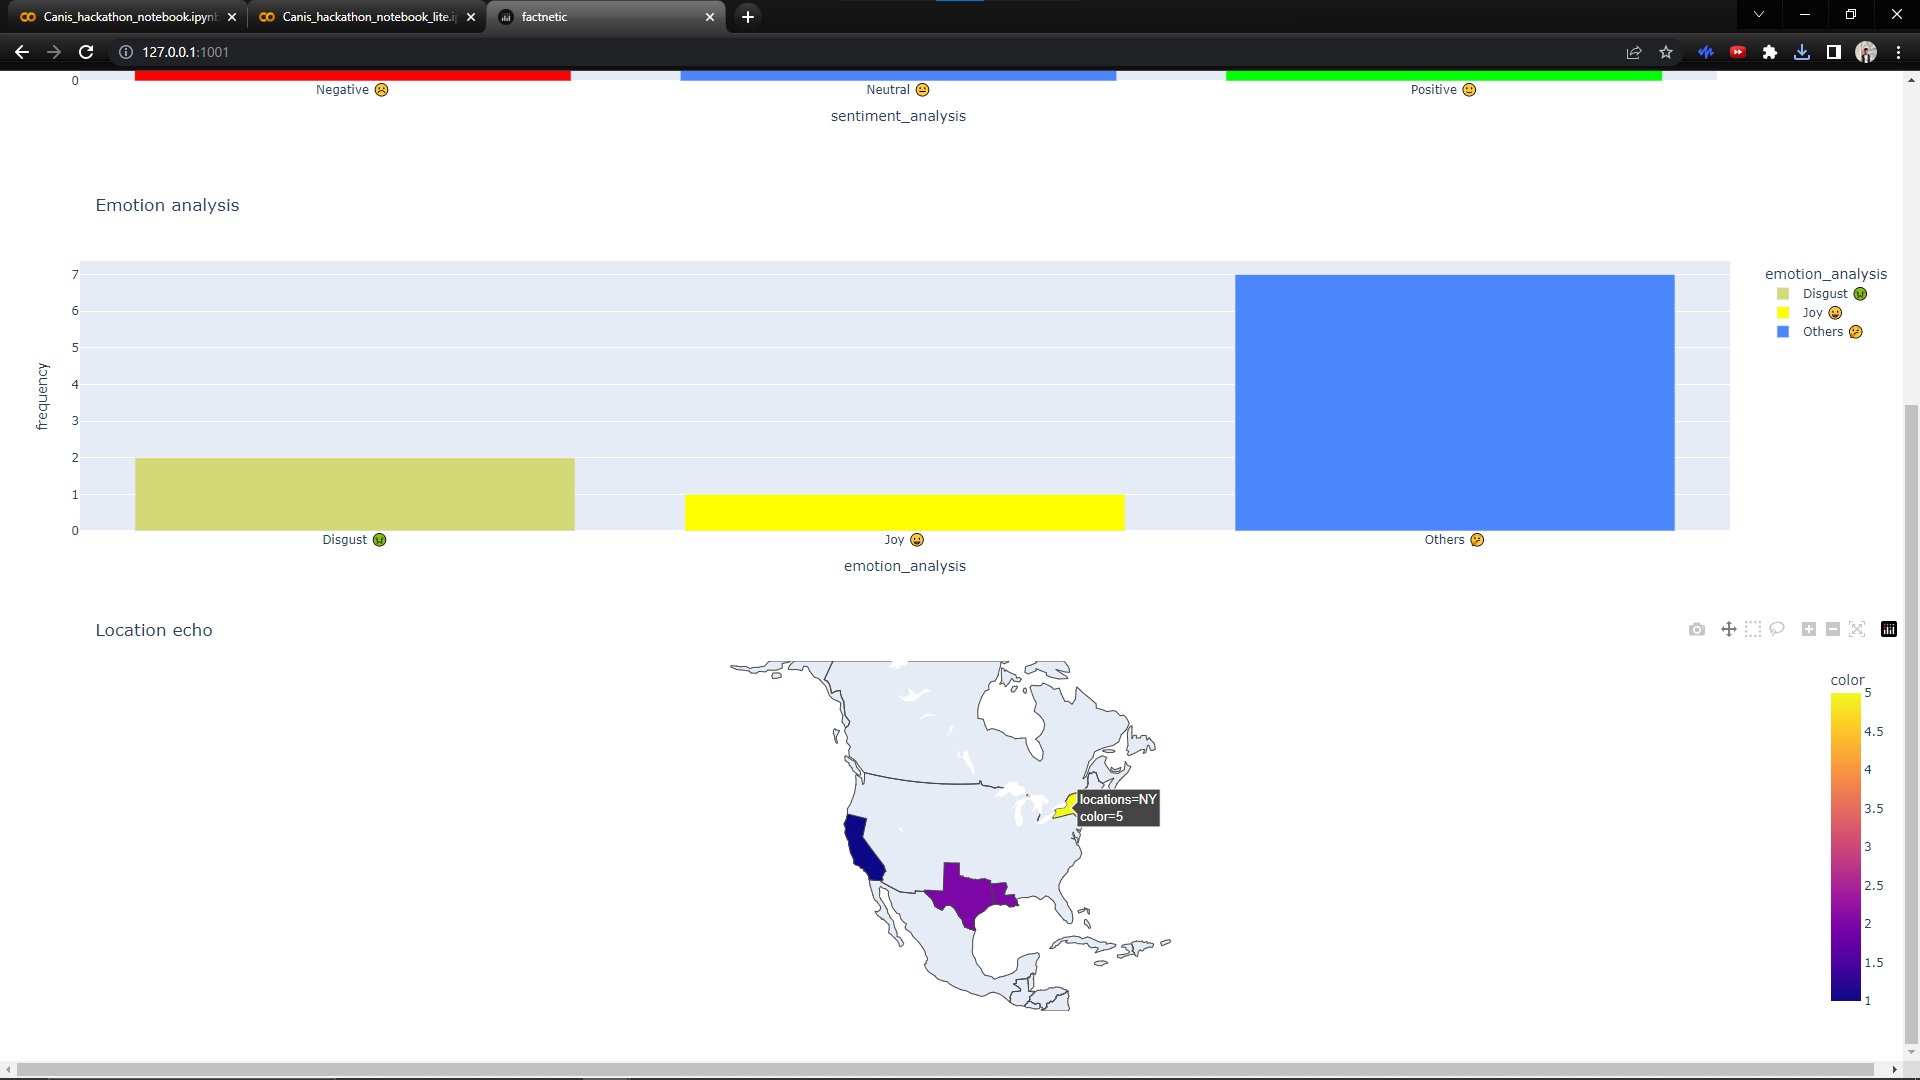 Canis_hackathon_notebook.ipynb
Canis_hackathon_notebook_lite.ip
factnetic
127.0.0.1:1001
0
Negative ☹️
Neutral 😐
Positive 🙂
sentiment_analysis
Emotion analysis
7
6
5
4
3
2
1
0
frequency
Disgust 🤢
Joy 😀
Others 🤔
emotion_analysis
emotion_analysis
Disgust 🤢
Joy 😀
Others 🤔
Location echo
locations=NY
color=5
color
5
4.5
4
3.5
3
2.5
2
1.5
1